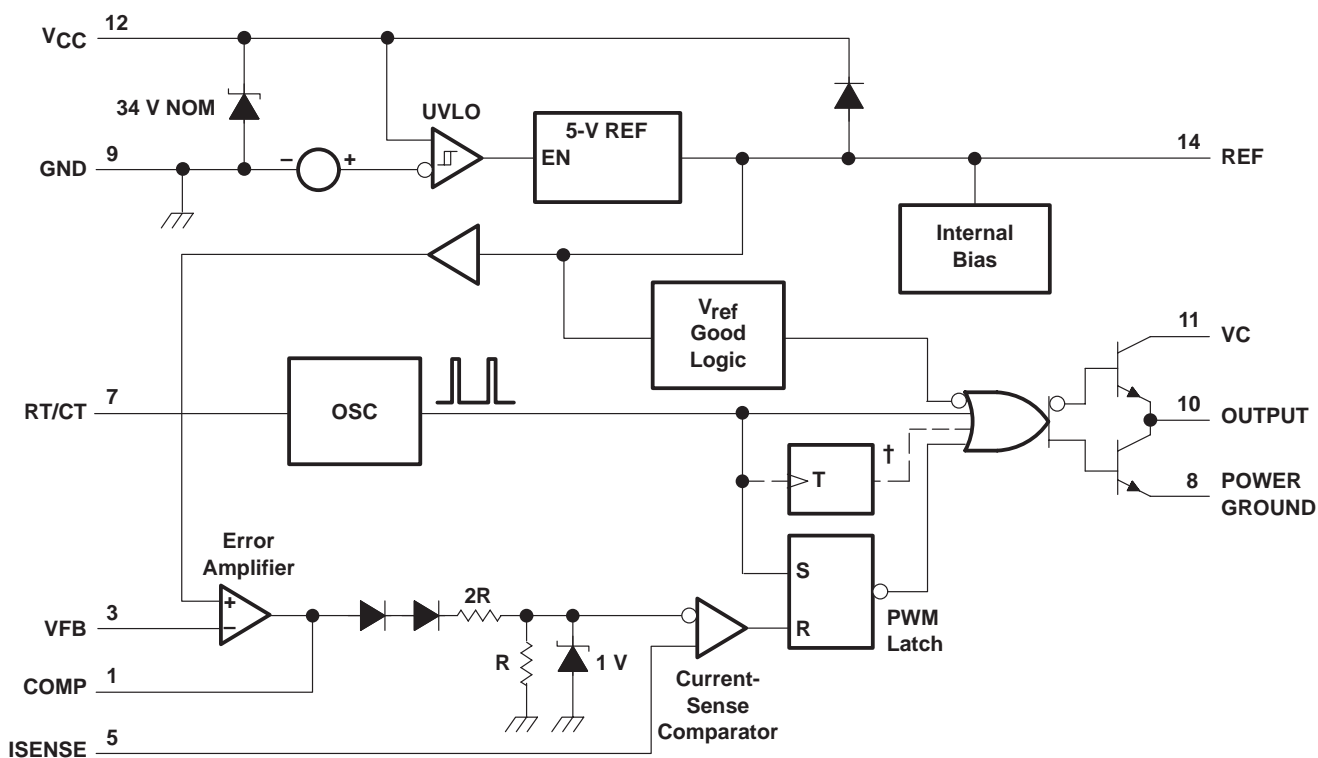 VCC 12
34 V NOM
UVLO
5-V REF
EN
GND 9
− +
14 REF
Internal
Bias
Vref
Good
Logic
11 VC
RT/CT 7
OSC
10 OUTPUT
†
T
8 POWER
GROUND
Error
Amplifier
+
−
VFB 3
2R
S
R
PWM
Latch
R
1 V
COMP 1
Current-
Sense
Comparator
ISENSE 5